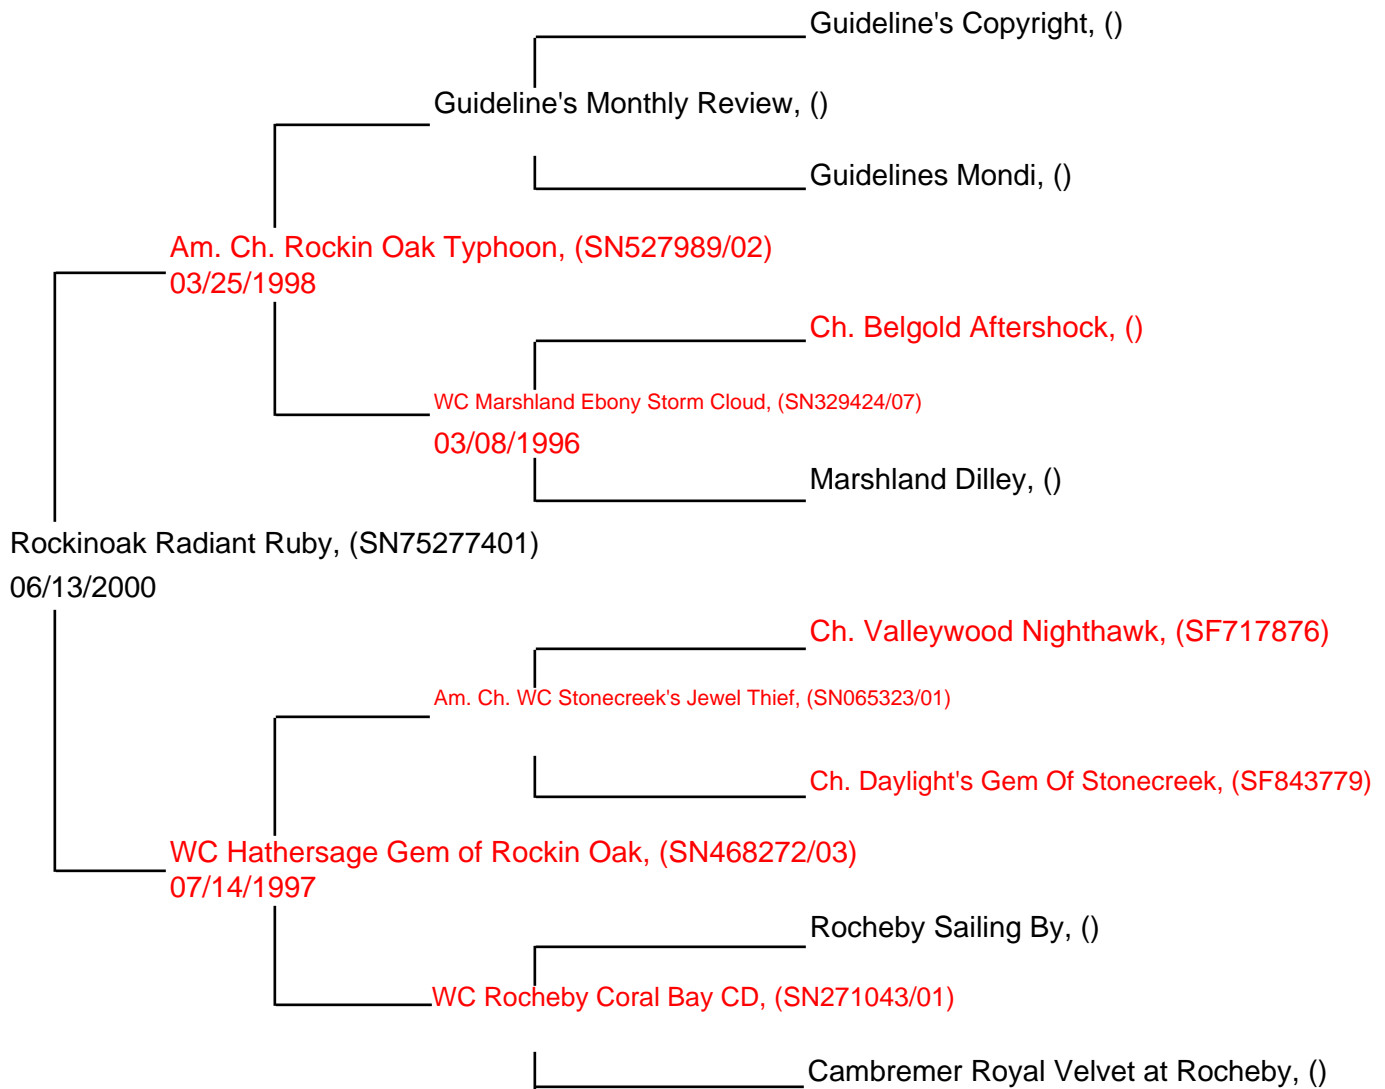 Guideline's Copyright, ()
Guideline's Monthly Review, ()
Guidelines Mondi, ()
Am. Ch. Rockin Oak Typhoon, (SN527989/02)
03/25/1998
Ch. Belgold Aftershock, ()
WC Marshland Ebony Storm Cloud, (SN329424/07)
03/08/1996
Marshland Dilley, ()
Rockinoak Radiant Ruby, (SN75277401)
06/13/2000
Ch. Valleywood Nighthawk, (SF717876)
Am. Ch. WC Stonecreek's Jewel Thief, (SN065323/01)
Ch. Daylight's Gem Of Stonecreek, (SF843779)
WC Hathersage Gem of Rockin Oak, (SN468272/03)
07/14/1997
Rocheby Sailing By, ()
WC Rocheby Coral Bay CD, (SN271043/01)
Cambremer Royal Velvet at Rocheby, ()